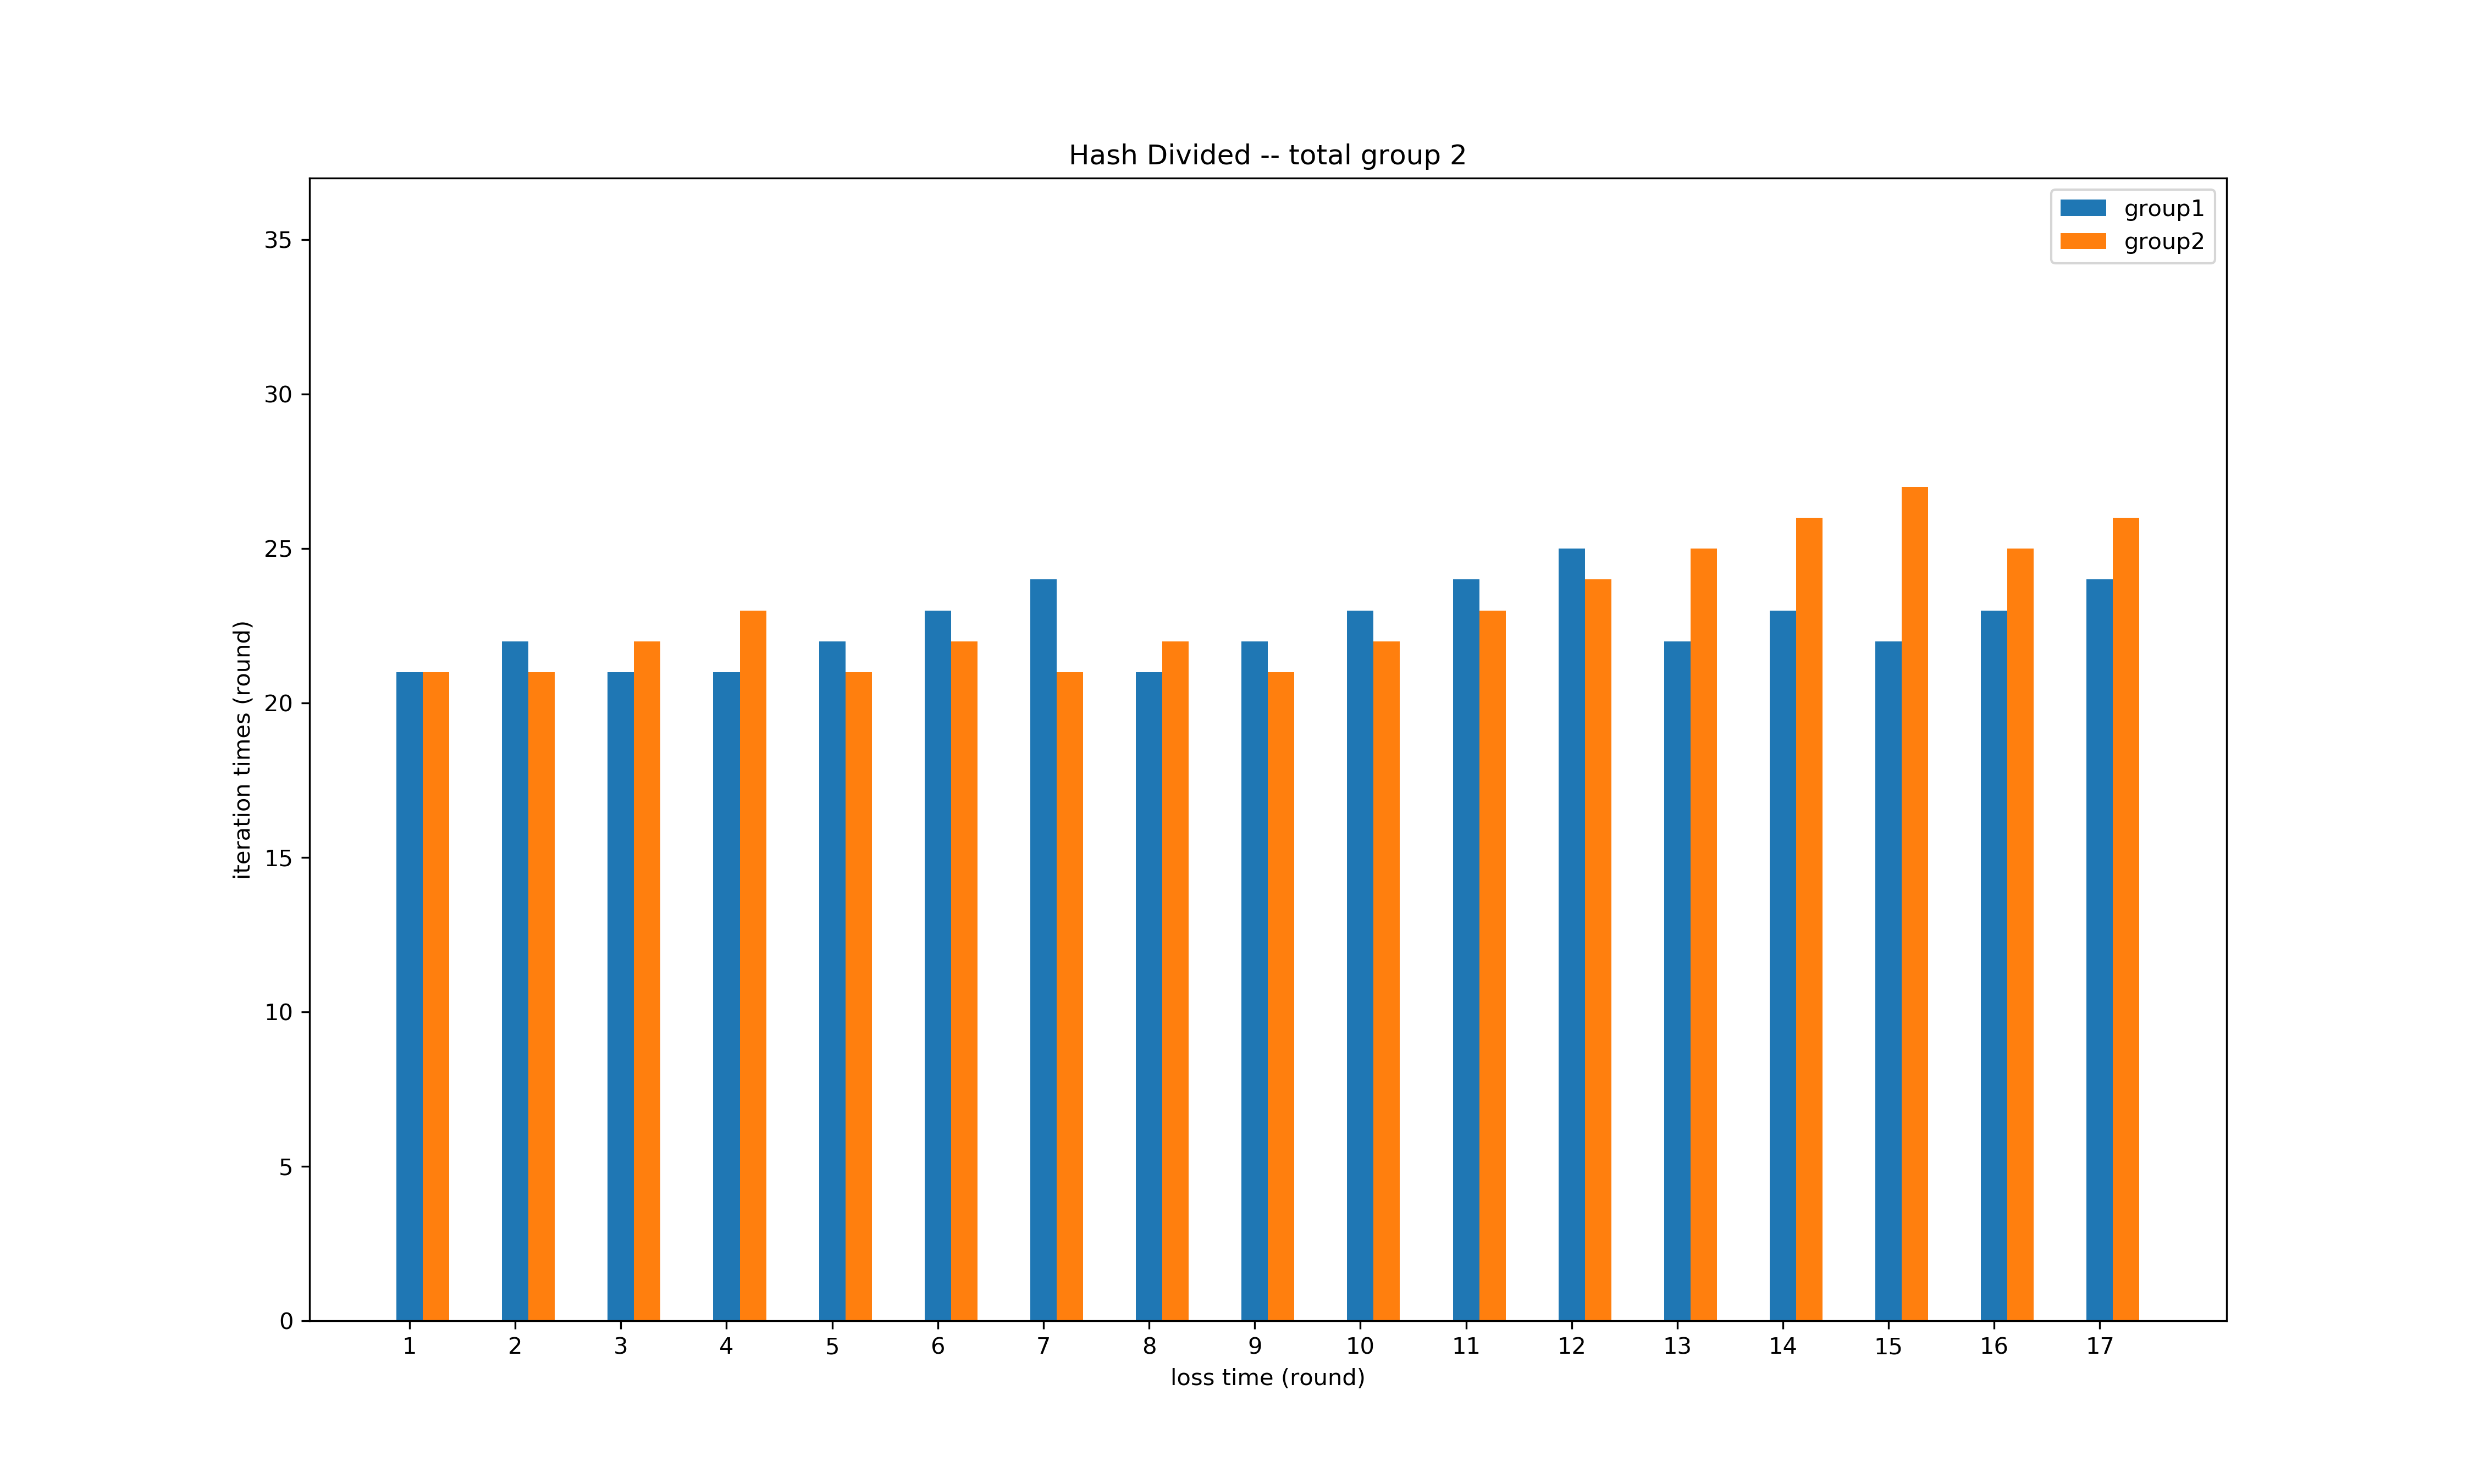 Hash Divided -- total group 2
group1
group2
iteration times (round)
35
30
25
20
15
10
5
0
1 2 3 4 5 6 7 8 9 10 11 12 13 14 15 16 17
loss time (round)